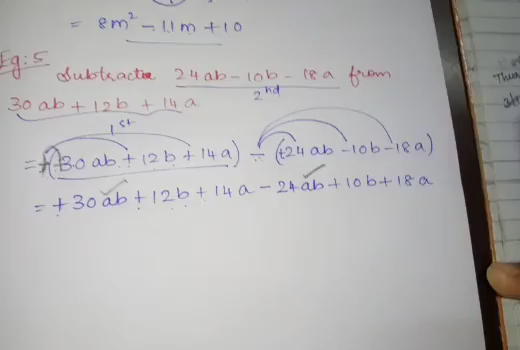 = 8m² - 11m + 10
Eg:5
Subtract 24ab - 10b - 18a from
2nd
30ab + 12b + 14a
1st
= +(30ab + 12b + 14a) - (+24ab - 10b - 18a)
= + 30ab + 12b + 14a - 24ab + 10b + 18a